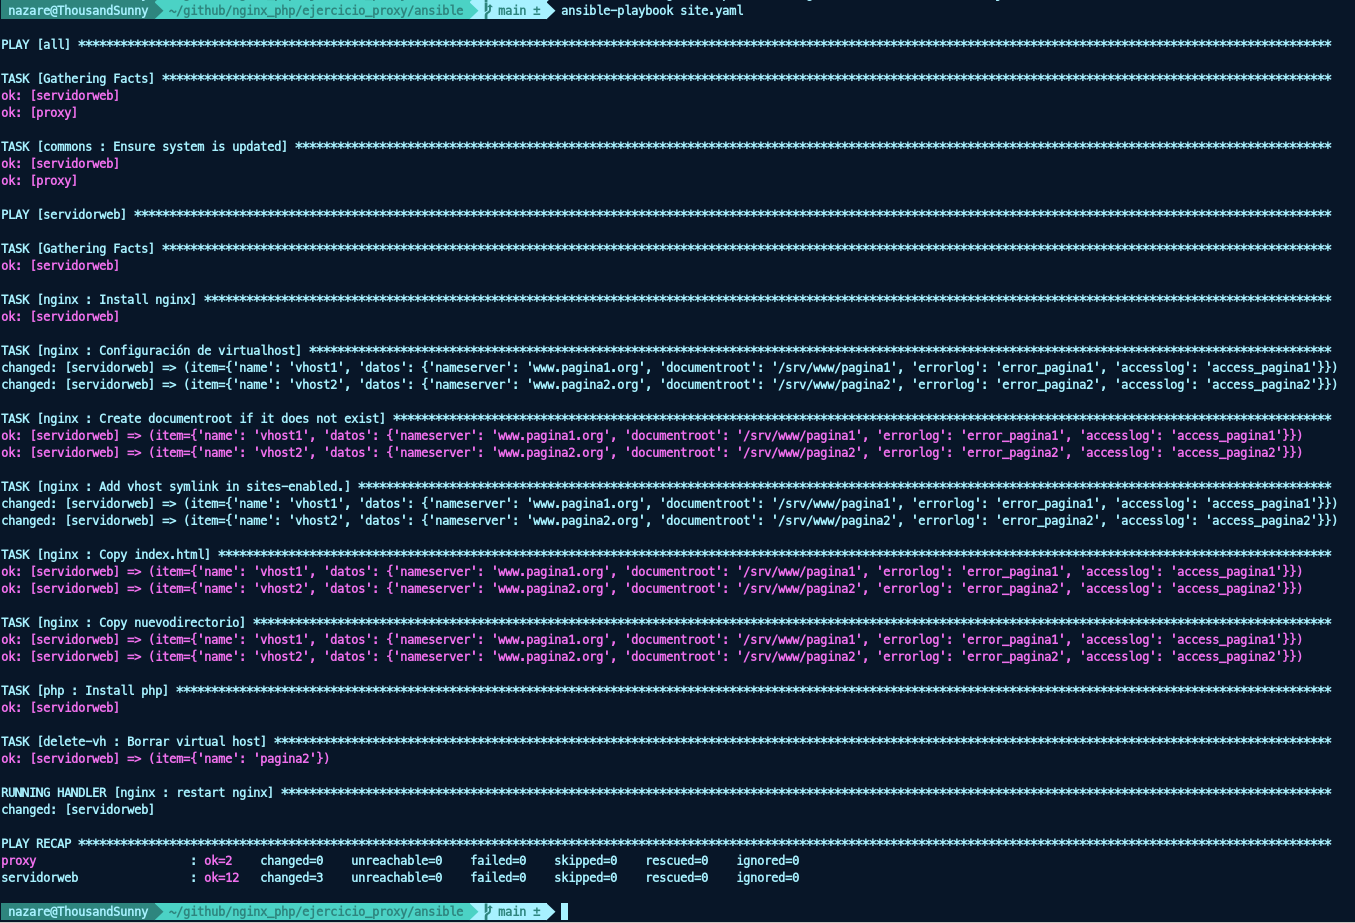 nazare@ThousandSunny ~/github/nginx_php/ejercicio_proxy/ansible main ± ansible-playbook site.yaml
PLAY [all] ***********************************************************************************************************************************************************************************
TASK [Gathering Facts] ***********************************************************************************************************************************************************************
ok: [servidorweb]
ok: [proxy]
TASK [commons : Ensure system is updated] ****************************************************************************************************************************************************
ok: [servidorweb]
ok: [proxy]
PLAY [servidorweb] ***************************************************************************************************************************************************************************
TASK [Gathering Facts] ***********************************************************************************************************************************************************************
ok: [servidorweb]
TASK [nginx : Install nginx] *****************************************************************************************************************************************************************
ok: [servidorweb]
TASK [nginx : Configuración de virtualhost] **************************************************************************************************************************************************
changed: [servidorweb] => (item={'name': 'vhost1', 'datos': {'nameserver': 'www.pagina1.org', 'documentroot': '/srv/www/pagina1', 'errorlog': 'error_pagina1', 'accesslog': 'access_pagina1'}})
changed: [servidorweb] => (item={'name': 'vhost2', 'datos': {'nameserver': 'www.pagina2.org', 'documentroot': '/srv/www/pagina2', 'errorlog': 'error_pagina2', 'accesslog': 'access_pagina2'}})
TASK [nginx : Create documentroot if it does not exist] **************************************************************************************************************************************
ok: [servidorweb] => (item={'name': 'vhost1', 'datos': {'nameserver': 'www.pagina1.org', 'documentroot': '/srv/www/pagina1', 'errorlog': 'error_pagina1', 'accesslog': 'access_pagina1'}})
ok: [servidorweb] => (item={'name': 'vhost2', 'datos': {'nameserver': 'www.pagina2.org', 'documentroot': '/srv/www/pagina2', 'errorlog': 'error_pagina2', 'accesslog': 'access_pagina2'}})
TASK [nginx : Add vhost symlink in sites-enabled.] *******************************************************************************************************************************************
changed: [servidorweb] => (item={'name': 'vhost1', 'datos': {'nameserver': 'www.pagina1.org', 'documentroot': '/srv/www/pagina1', 'errorlog': 'error_pagina1', 'accesslog': 'access_pagina1'}})
changed: [servidorweb] => (item={'name': 'vhost2', 'datos': {'nameserver': 'www.pagina2.org', 'documentroot': '/srv/www/pagina2', 'errorlog': 'error_pagina2', 'accesslog': 'access_pagina2'}})
TASK [nginx : Copy index.html] ***************************************************************************************************************************************************************
ok: [servidorweb] => (item={'name': 'vhost1', 'datos': {'nameserver': 'www.pagina1.org', 'documentroot': '/srv/www/pagina1', 'errorlog': 'error_pagina1', 'accesslog': 'access_pagina1'}})
ok: [servidorweb] => (item={'name': 'vhost2', 'datos': {'nameserver': 'www.pagina2.org', 'documentroot': '/srv/www/pagina2', 'errorlog': 'error_pagina2', 'accesslog': 'access_pagina2'}})
TASK [nginx : Copy nuevodirectorio] **********************************************************************************************************************************************************
ok: [servidorweb] => (item={'name': 'vhost1', 'datos': {'nameserver': 'www.pagina1.org', 'documentroot': '/srv/www/pagina1', 'errorlog': 'error_pagina1', 'accesslog': 'access_pagina1'}})
ok: [servidorweb] => (item={'name': 'vhost2', 'datos': {'nameserver': 'www.pagina2.org', 'documentroot': '/srv/www/pagina2', 'errorlog': 'error_pagina2', 'accesslog': 'access_pagina2'}})
TASK [php : Install php] *********************************************************************************************************************************************************************
ok: [servidorweb]
TASK [delete-vh : Borrar virtual host] *******************************************************************************************************************************************************
ok: [servidorweb] => (item={'name': 'pagina2'})
RUNNING HANDLER [nginx : restart nginx] ******************************************************************************************************************************************************
changed: [servidorweb]
PLAY RECAP ***********************************************************************************************************************************************************************************
proxy : ok=2 changed=0 unreachable=0 failed=0 skipped=0 rescued=0 ignored=0
servidorweb : ok=12 changed=3 unreachable=0 failed=0 skipped=0 rescued=0 ignored=0
nazare@ThousandSunny ~/github/nginx_php/ejercicio_proxy/ansible main ±